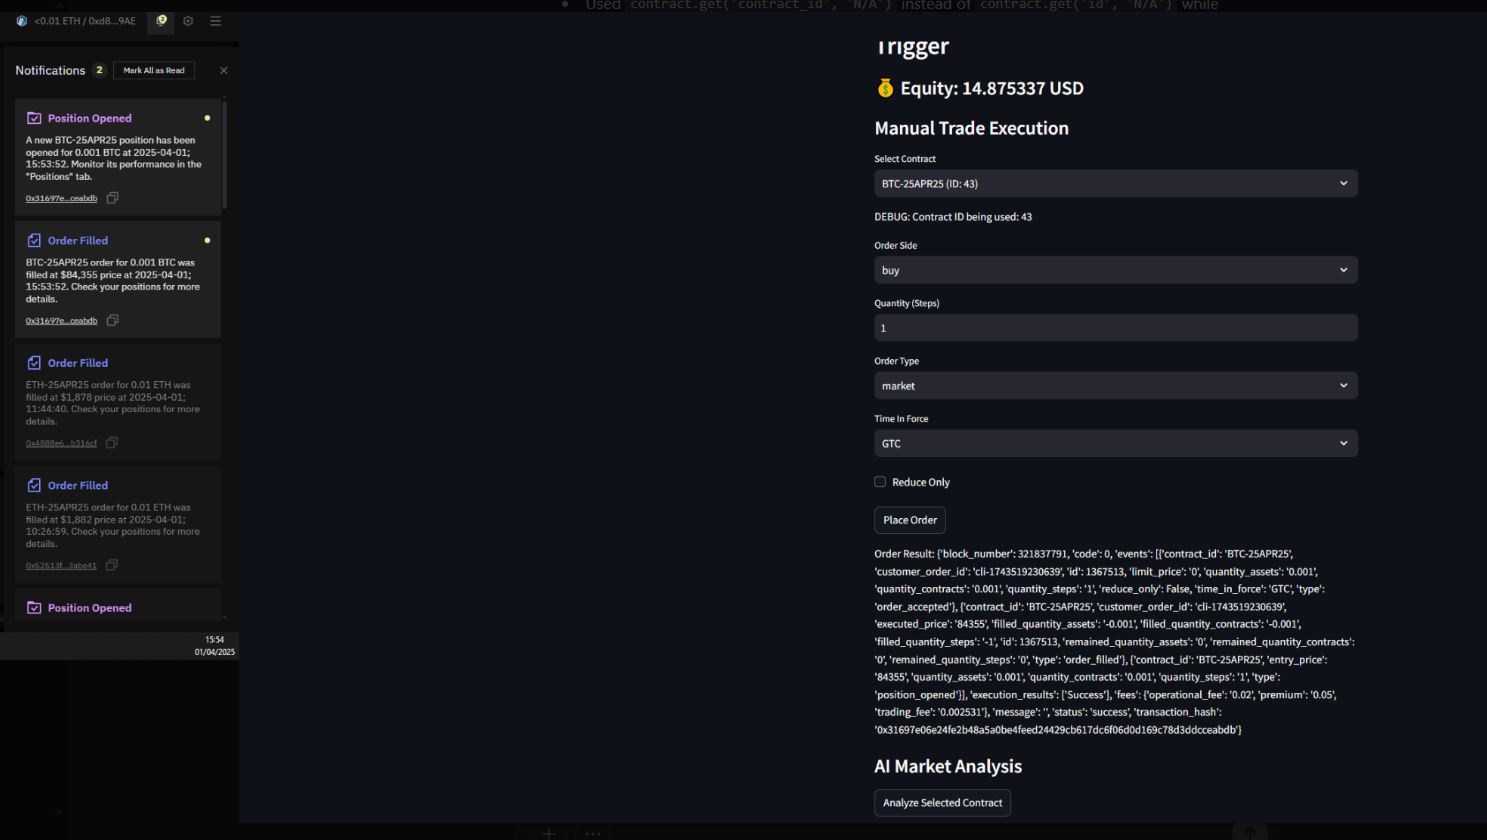 Used contract.get('contract_id', 'N/A') instead of contract.get('id', 'N/A') while
<0.01 ETH / 0xd8...9AE
2
Notifications 2 Mark All as Read
Position Opened
A new BTC-25APR25 position has been
opened for 0.001 BTC at 2025-04-01;
15:53:52. Monitor its performance in the
"Positions" tab.
0x31697e...ceabdb
Order Filled
BTC-25APR25 order for 0.001 BTC was
filled at $84,355 price at 2025-04-01;
15:53:52. Check your positions for more
details.
0x31697e...ceabdb
Order Filled
ETH-25APR25 order for 0.01 ETH was
filled at $1,878 price at 2025-04-01;
11:44:40. Check your positions for more
details.
0x4888e6...b316cf
Order Filled
ETH-25APR25 order for 0.01 ETH was
filled at $1,882 price at 2025-04-01;
10:26:59. Check your positions for more
details.
0x52513f...3abe41
Position Opened
15:54
01/04/2025
Trigger
Equity: 14.875337 USD
Manual Trade Execution
Select Contract
BTC-25APR25 (ID: 43)
DEBUG: Contract ID being used: 43
Order Side
buy
Quantity (Steps)
1
Order Type
market
Time In Force
GTC
Reduce Only
Place Order
Order Result: {'block_number': 321837791, 'code': 0, 'events': [[{'contract_id': 'BTC-25APR25',
'customer_order_id': 'cli-1743519230639', 'id': 1367513, 'limit_price': '0', 'quantity_assets': '0.001',
'quantity_contracts': '0.001', 'quantity_steps': '1', 'reduce_only': False, 'time_in_force': 'GTC', 'type':
'order_accepted'}, {'contract_id': 'BTC-25APR25', 'customer_order_id': 'cli-1743519230639',
'executed_price': '84355', 'filled_quantity_assets': '-0.001', 'filled_quantity_contracts': '-0.001',
'filled_quantity_steps': '-1', 'id': 1367513, 'remained_quantity_assets': '0', 'remained_quantity_contracts':
'0', 'remained_quantity_steps': '0', 'type': 'order_filled'}, {'contract_id': 'BTC-25APR25', 'entry_price':
'84355', 'quantity_assets': '0.001', 'quantity_contracts': '0.001', 'quantity_steps': '1', 'type':
'position_opened'}]], 'execution_results': ['Success'], 'fees': {'operational_fee': '0.02', 'premium': '0.05',
'trading_fee': '0.002531'}, 'message': '', 'status': 'success', 'transaction_hash':
'0x31697e06e24fe2b48a5a0be4feed24429cb617dc6f06d0d169c78d3ddcceabdb'}
AI Market Analysis
Analyze Selected Contract